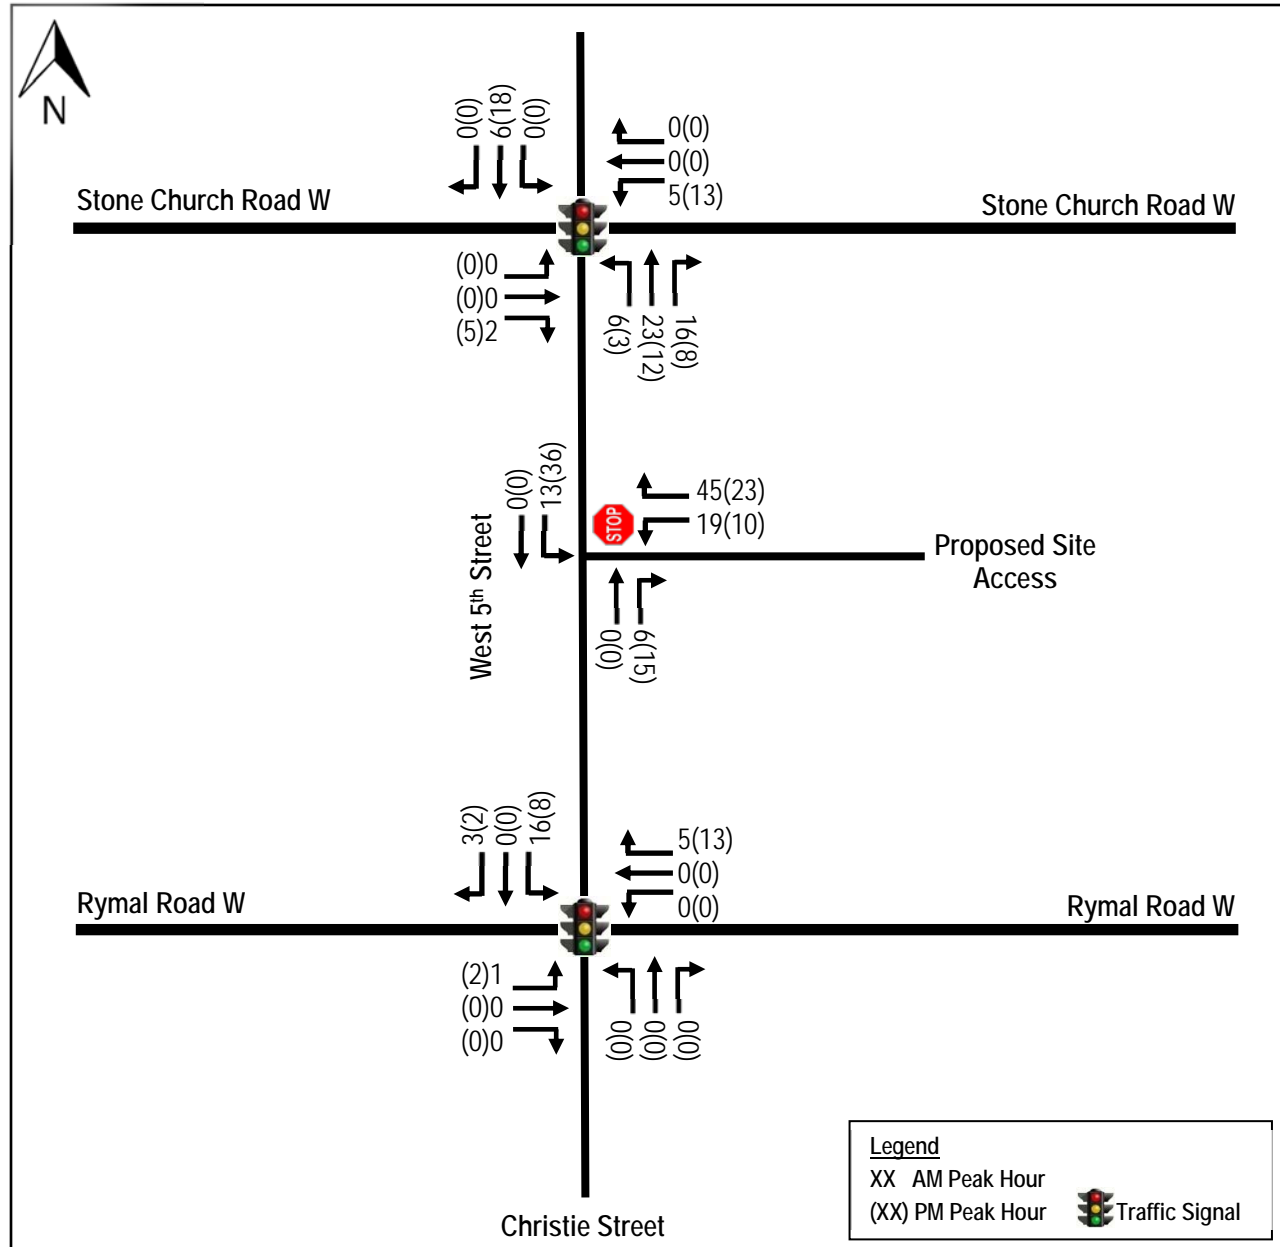 N
0(0)
6(18)
0(0)
0(0)
0(0)
5(13)
Stone Church Road W
Stone Church Road W
(0)0
(0)0
(5)2
6(3)
23(12)
16(8)
0(0)
13(36)
45(23)
19(10)
STOP
West 5th Street
Proposed Site
Access
0(0)
6(15)
3(2)
0(0)
16(8)
5(13)
0(0)
0(0)
Rymal Road W
Rymal Road W
(2)1
(0)0
(0)0
0(0)
0(0)
0(0)
Christie Street
Legend
XX AM Peak Hour
(XX) PM Peak Hour
Traffic Signal